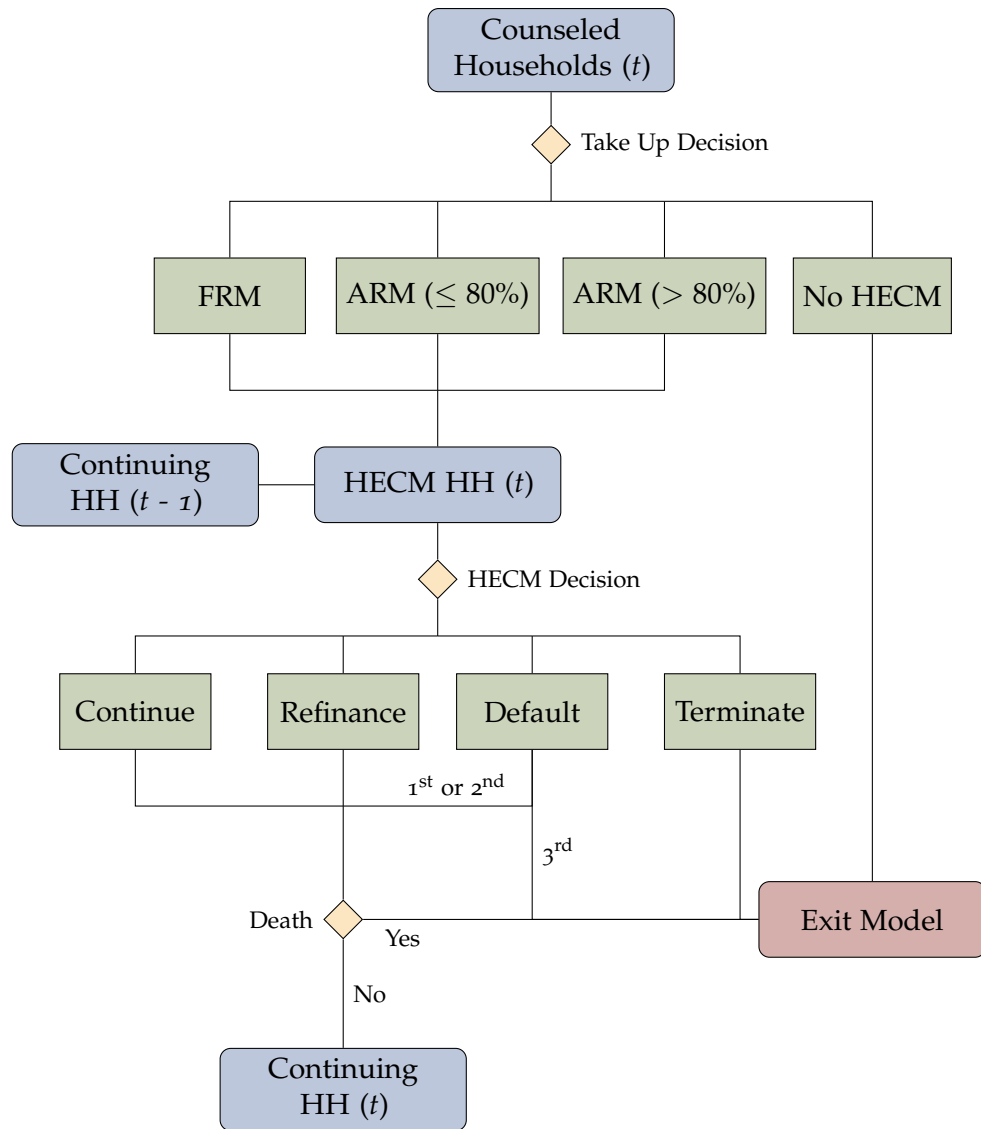 Counseled
Households (t)
Take Up Decision
FRM
ARM (≤ 80%)
ARM (> 80%)
No HECM
Continuing
HH (t - 1)
HECM HH (t)
HECM Decision
Continue
Refinance
Default
Terminate
1st or 2nd
3rd
Death
Yes
Exit Model
No
Continuing
HH (t)